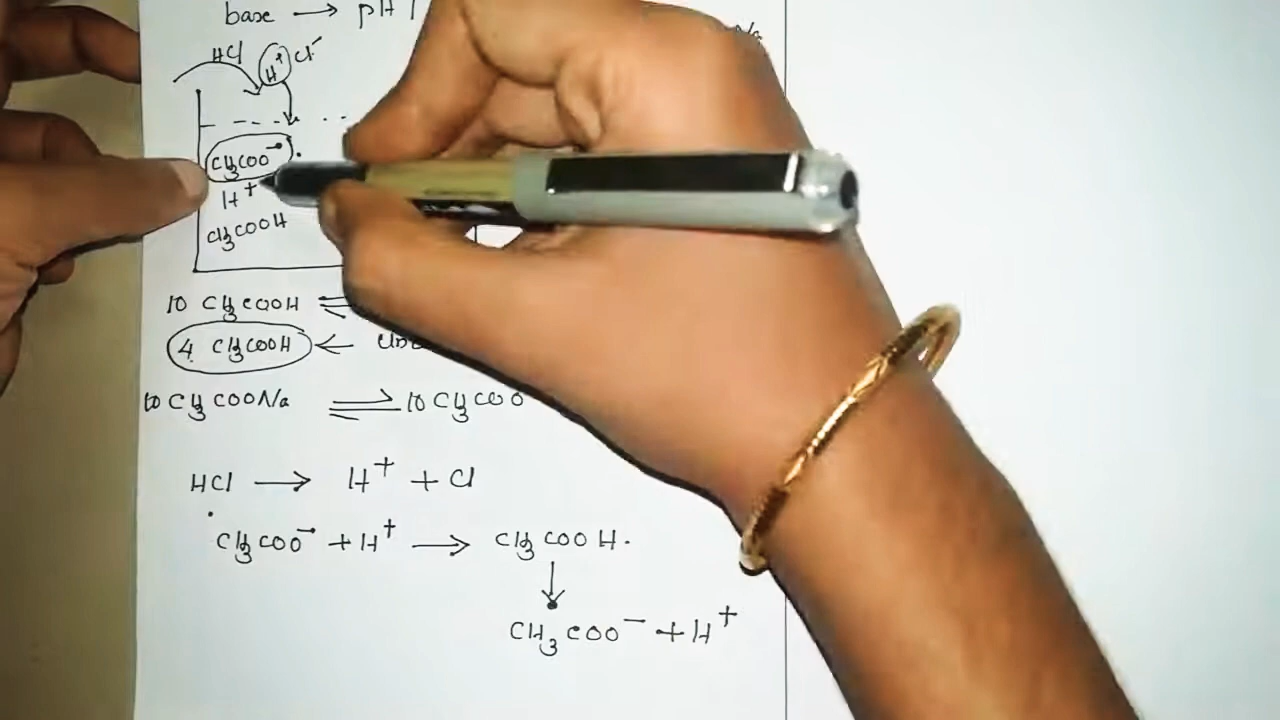 base → pH ↑
HCl H⁺ Cl⁻
CH₃COO⁻
H⁺
CH₃COOH
10 CH₃COOH ⇌
4 CH₃COOH ←
10 CH₃COONa ⇌ 10 CH₃COO
HCl → H⁺ + Cl
CH₃COO⁻ + H⁺ → CH₃COOH.
↓
CH₃COO⁻ + H⁺